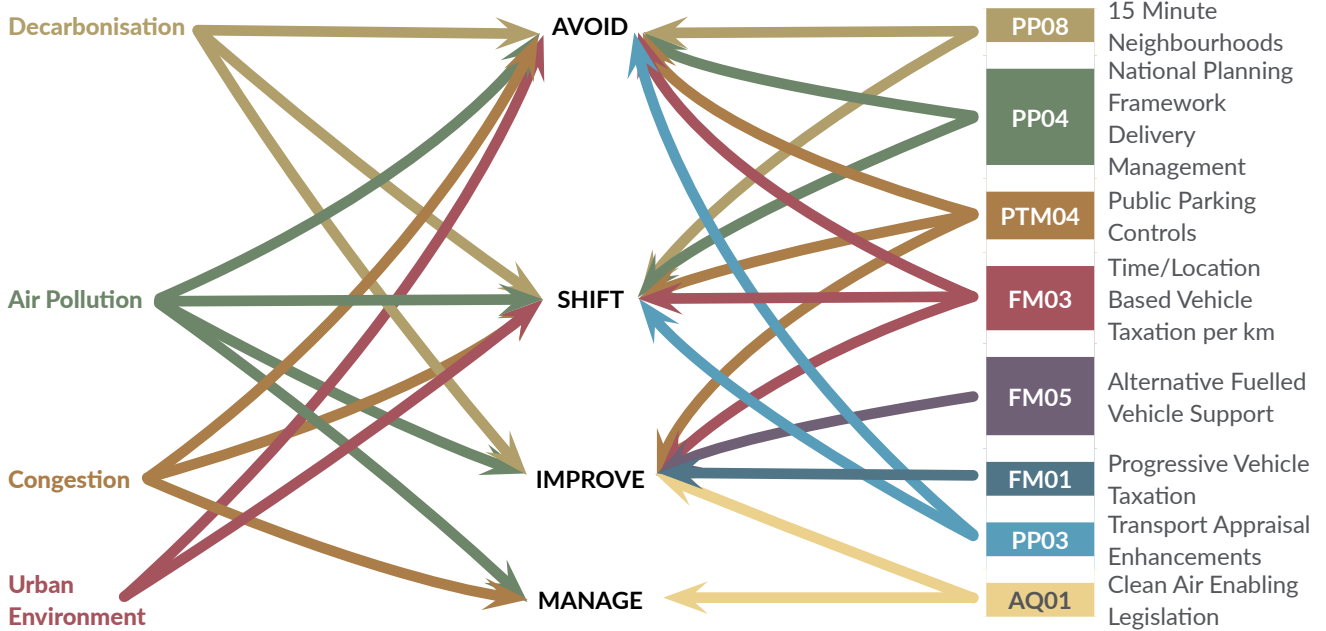 Decarbonisation
Air Pollution
Congestion
Urban
Environment
AVOID
SHIFT
IMPROVE
MANAGE
PP08
15 Minute
Neighbourhoods
PP04
National Planning
Framework
Delivery
Management
PTM04
Public Parking
Controls
FM03
Time/Location
Based Vehicle
Taxation per km
FM05
Alternative Fuelled
Vehicle Support
FM01
Progressive Vehicle
Taxation
PP03
Transport Appraisal
Enhancements
AQ01
Clean Air Enabling
Legislation